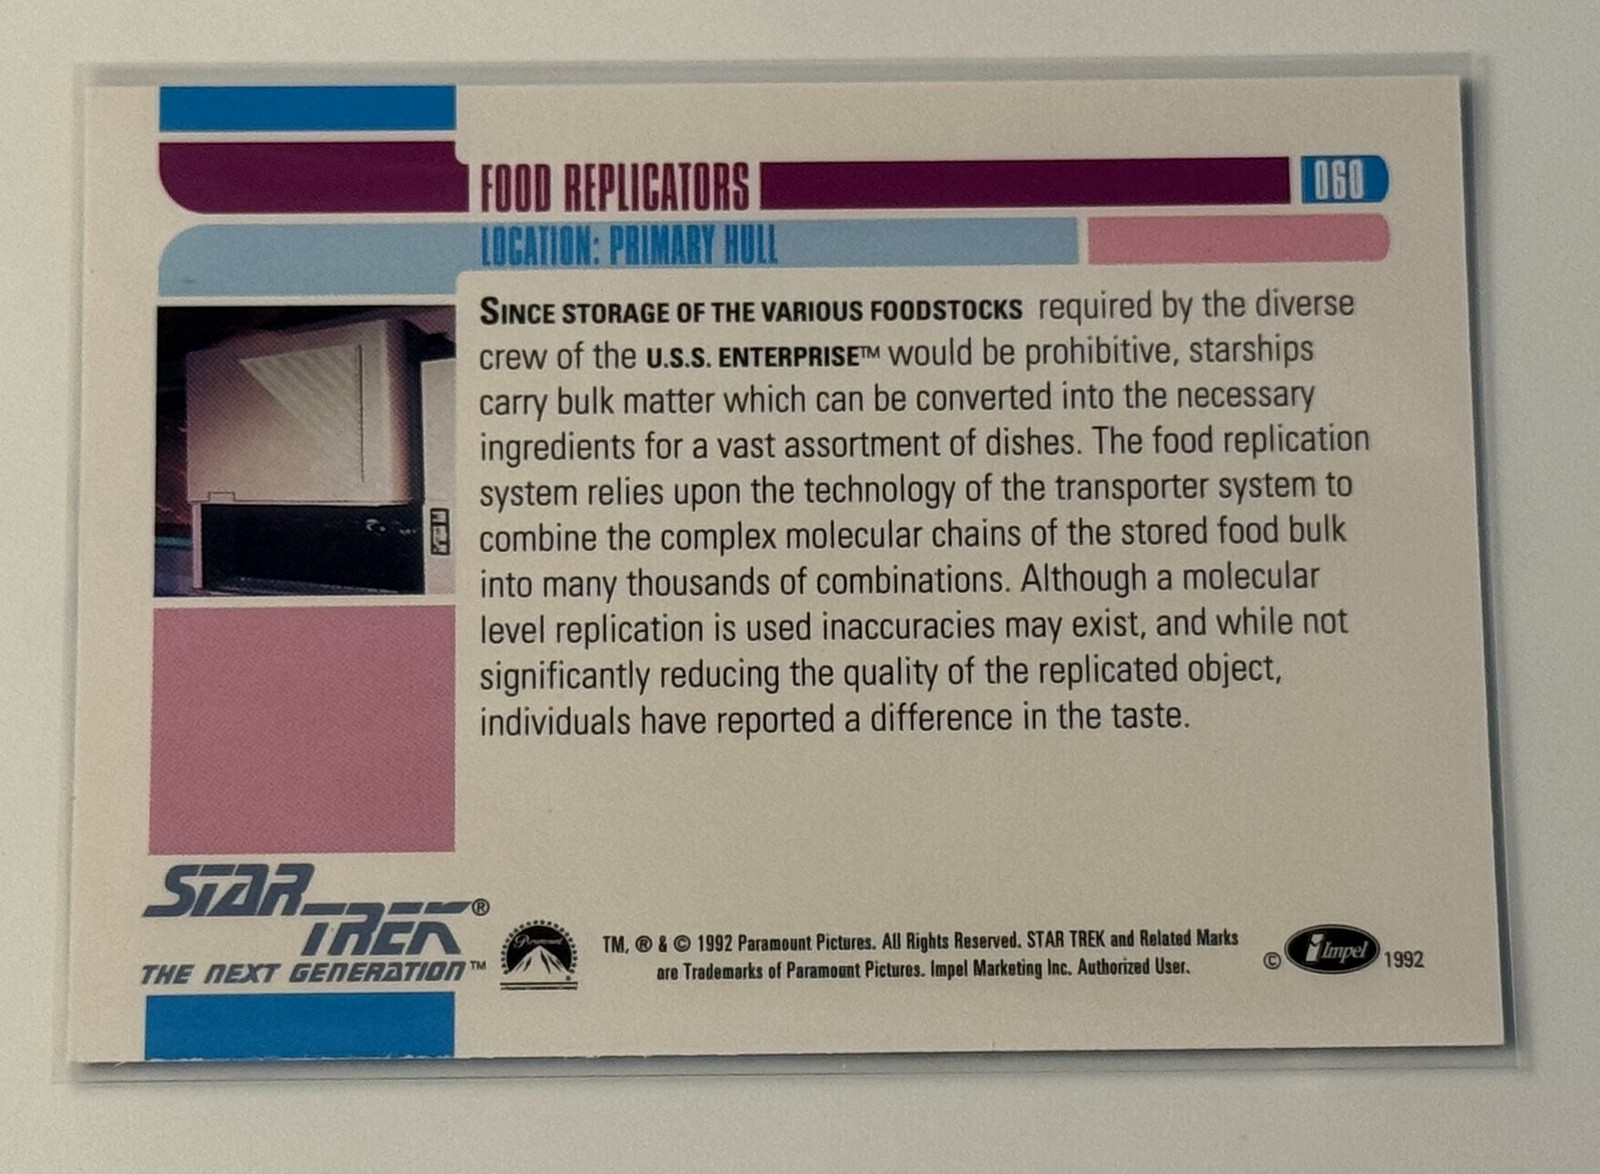 FOOD REPLICATORS 060
LOCATION: PRIMARY HULL
SINCE STORAGE OF THE VARIOUS FOODSTOCKS required by the diverse
crew of the U.S.S. ENTERPRISE™ would be prohibitive, starships
carry bulk matter which can be converted into the necessary
ingredients for a vast assortment of dishes. The food replication
system relies upon the technology of the transporter system to
combine the complex molecular chains of the stored food bulk
into many thousands of combinations. Although a molecular
level replication is used inaccuracies may exist, and while not
significantly reducing the quality of the replicated object,
individuals have reported a difference in the taste.
STAR
TREK®
THE NEXT GENERATION™
Paramount
®
TM, ® & © 1992 Paramount Pictures. All Rights Reserved. STAR TREK and Related Marks
are Trademarks of Paramount Pictures. Impel Marketing Inc. Authorized User.
© Impel 1992